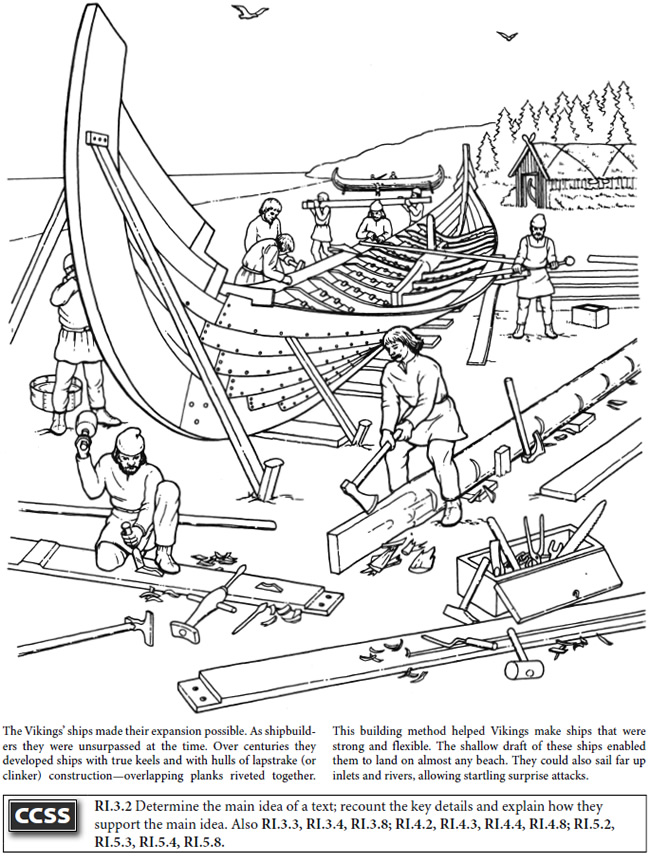 The Vikings’ ships made their expansion possible. As shipbuild-
ers they were unsurpassed at the time. Over centuries they
developed ships with true keels and with hulls of lapstrake (or
clinker) construction—overlapping planks riveted together.
This building method helped Vikings make ships that were
strong and flexible. The shallow draft of these ships enabled
them to land on almost any beach. They could also sail far up
inlets and rivers, allowing startling surprise attacks.
CCSS
RI.3.2 Determine the main idea of a text; recount the key details and explain how they
support the main idea. Also RI.3.3, RI.3.4, RI.3.8; RI.4.2, RI.4.3, RI.4.4, RI.4.8; RI.5.2,
RI.5.3, RI.5.4, RI.5.8.